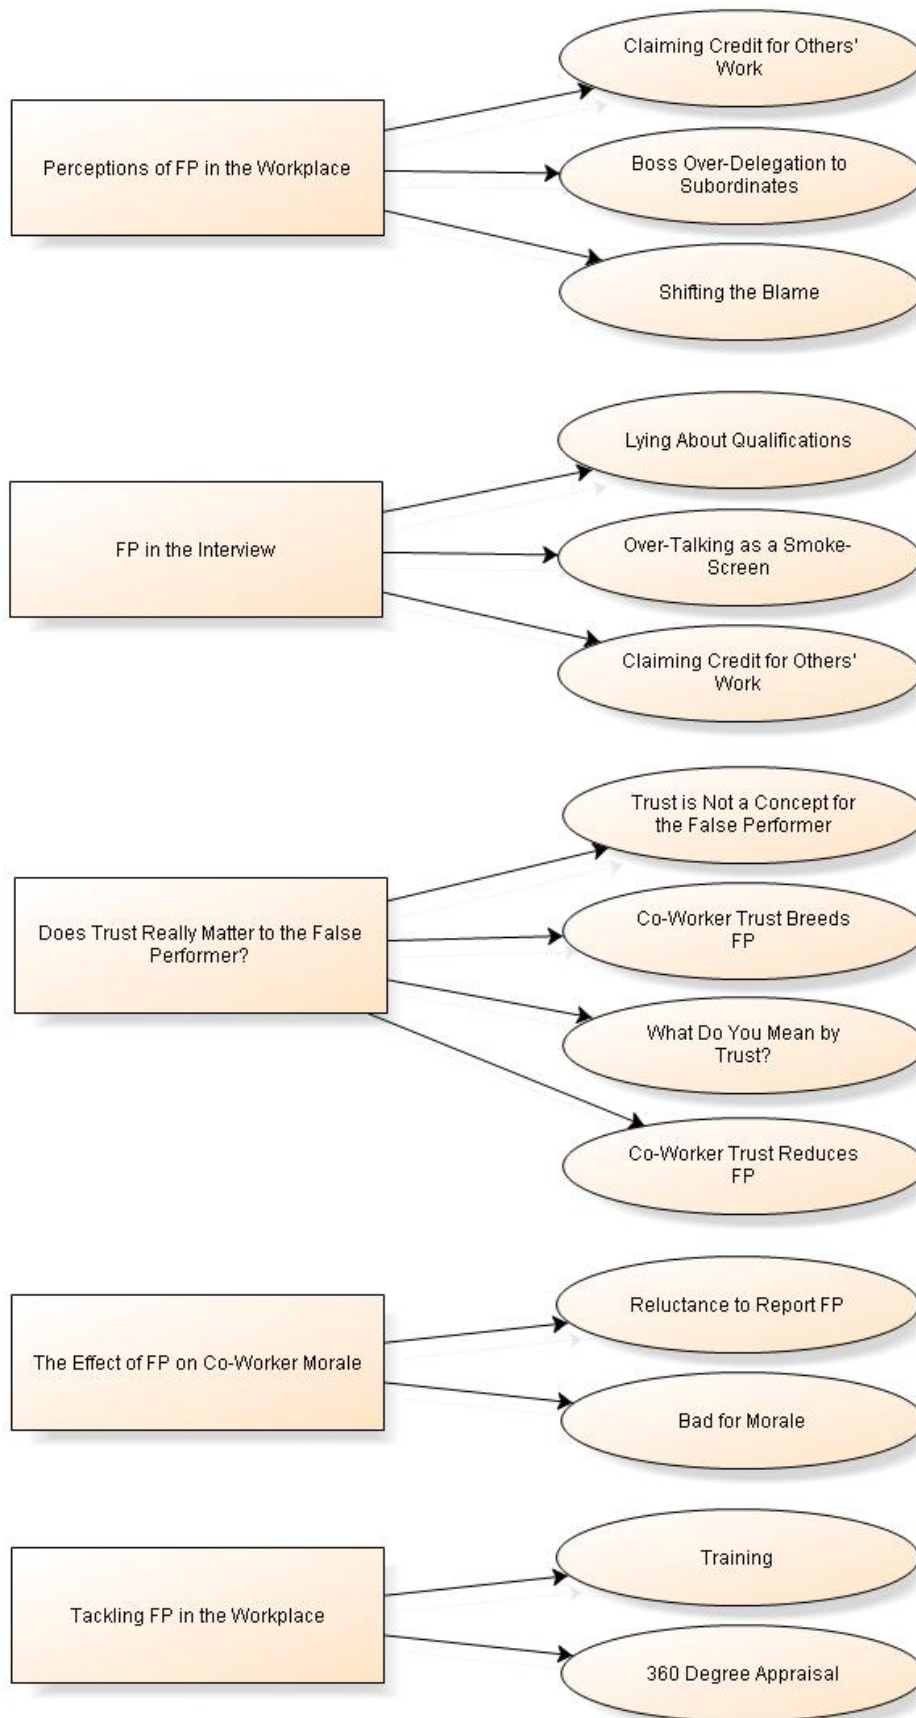 Perceptions of FP in the Workplace
Claiming Credit for Others'
Work
Boss Over-Delegation to
Subordinates
Shifting the Blame
FP in the Interview
Lying About Qualifications
Over-Talking as a Smoke-
Screen
Claiming Credit for Others'
Work
Does Trust Really Matter to the False
Performer?
Trust is Not a Concept for
the False Performer
Co-Worker Trust Breeds
FP
What Do You Mean by
Trust?
Co-Worker Trust Reduces
FP
The Effect of FP on Co-Worker Morale
Reluctance to Report FP
Bad for Morale
Tackling FP in the Workplace
Training
360 Degree Appraisal